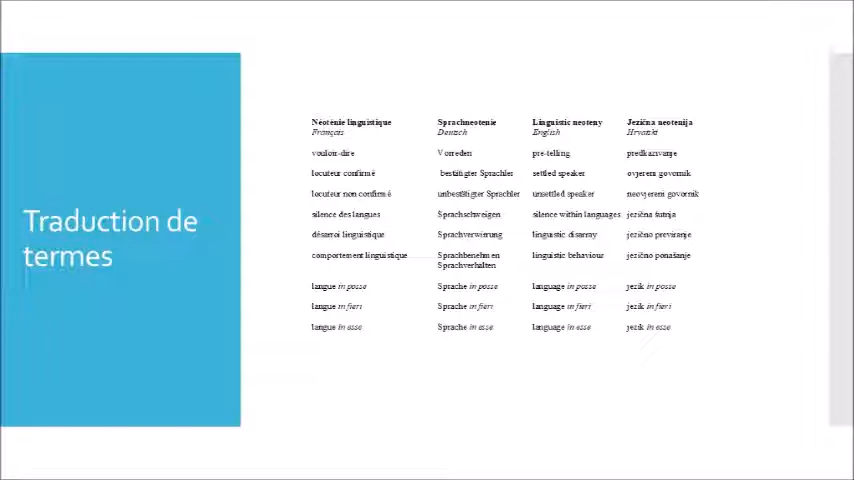 Traduction de
termes
Néoténie linguistique Sprachneotenie Linguistic neoteny Jezična neotenija
Français Deutsch English Hrvatski
vouloir-dire Vorreden pre-telling predkazivanje
locuteur confirmé bestätigter Sprachler settled speaker ovjereni govornik
locuteur non confirmé unbestätigter Sprachler unsettled speaker neovjereni govornik
silence des langues Sprachschweigen silence within languages jezična šutnja
désarroi linguistique Sprachverwirrung linguistic disarray jezično previranje
comportement linguistique Sprachbenehmen linguistic behaviour jezično ponašanje
Sprachverhalten
langue in posse Sprache in posse language in posse jezik in posse
langue in fieri Sprache in fieri language in fieri jezik in fieri
langue in esse Sprache in esse language in esse jezik in esse